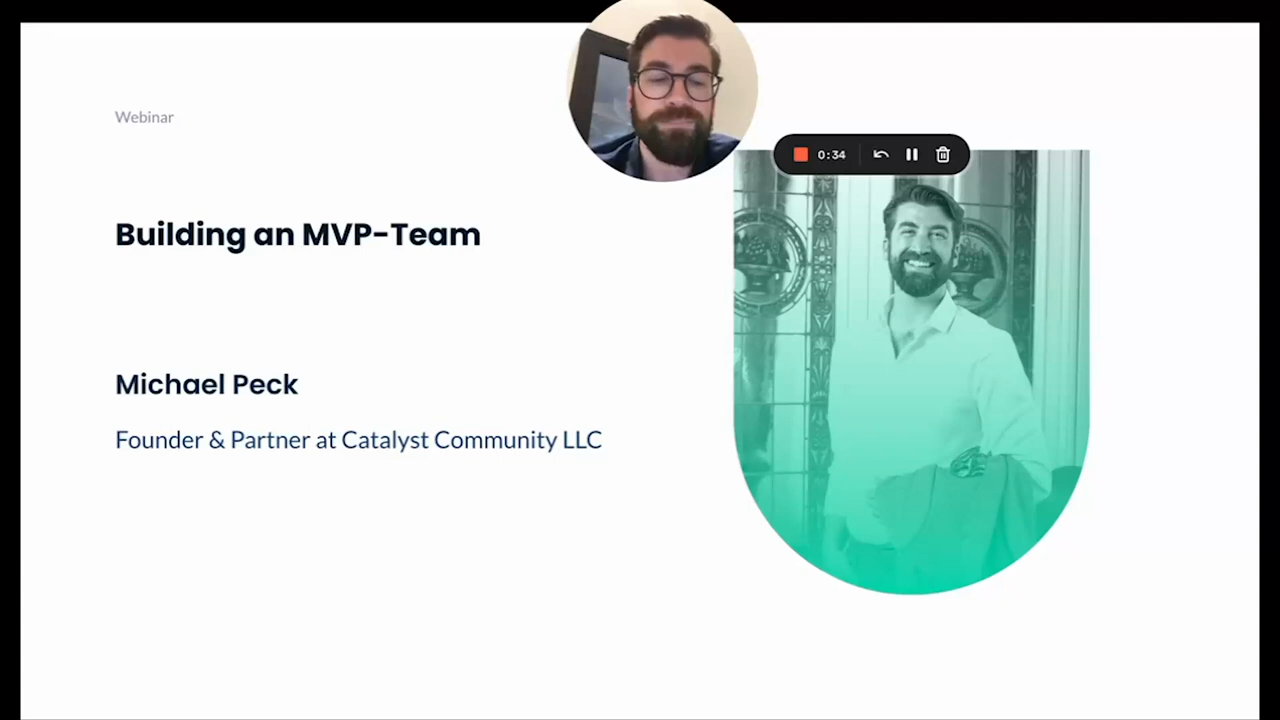 Webinar
0:34
Building an MVP-Team
Michael Peck
Founder & Partner at Catalyst Community LLC